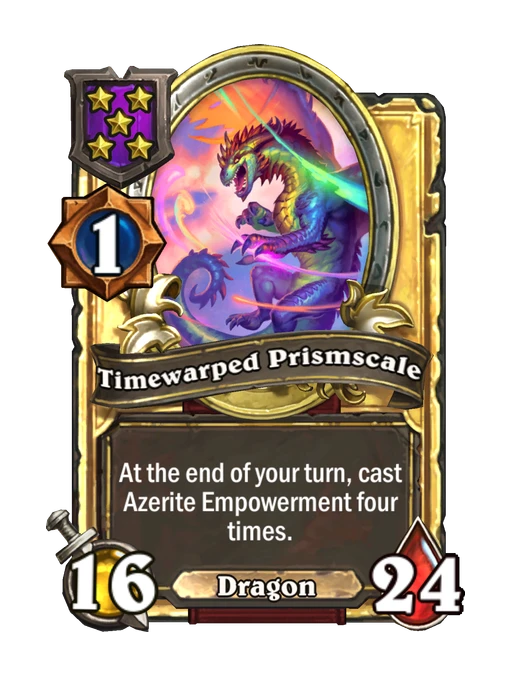 1
Timewarped Prismscale
At the end of your turn, cast
Azerite Empowerment four
times.
16
Dragon
24